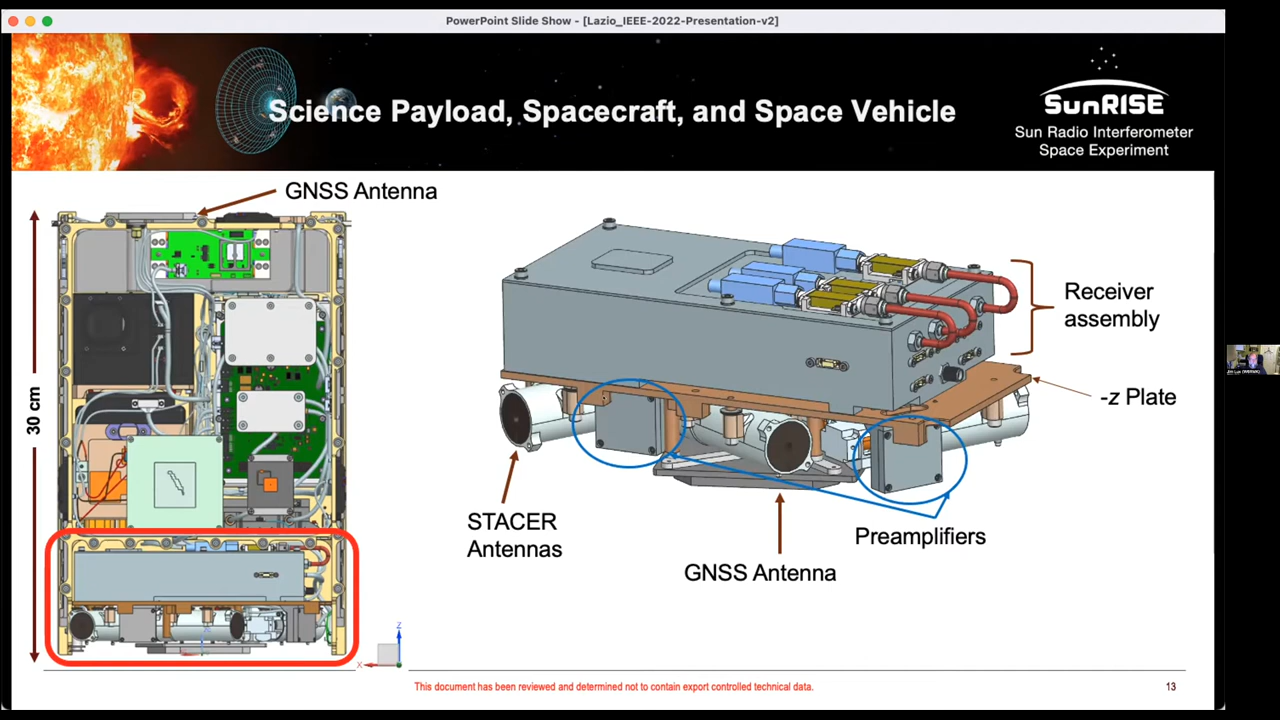 PowerPoint Slide Show - [Lazio_IEEE-2022-Presentation-v2]
Science Payload, Spacecraft, and Space Vehicle
SunRISE
Sun Radio Interferometer
Space Experiment
GNSS Antenna
30 cm
Receiver
assembly
-z Plate
STACER
Antennas
Preamplifiers
GNSS Antenna
Z
X
This document has been reviewed and determined not to contain export controlled technical data.
13